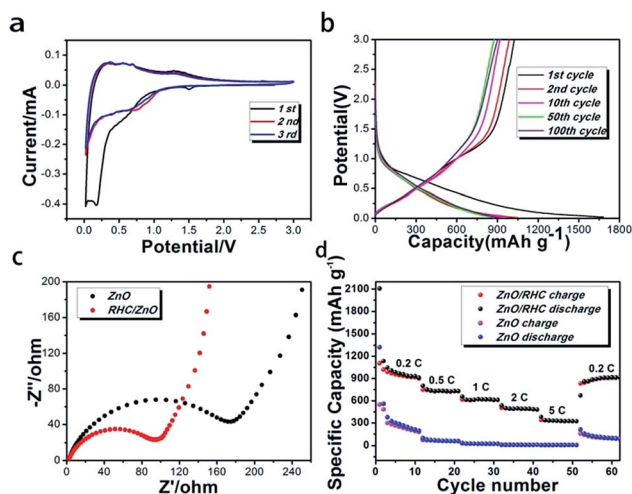 a
Current/mA
0.1
0.0
-0.1
-0.2
-0.3
-0.4
0.0 0.5 1.0 1.5 2.0 2.5 3.0
Potential/V
1 st
2 nd
3 rd
b
Potential(V)
3.0
2.5
2.0
1.5
1.0
0.5
0.0
0 300 600 900 1200 1500 1800
Capacity(mAh g-1)
1st cycle
2nd cycle
10th cycle
50th cycle
100th cycle
c
-Z''/ohm
200
160
120
80
40
0
0 40 80 120 160 200 240
Z'/ohm
ZnO
RHC/ZnO
d
Specific Capacity (mAh g-1)
2100
1800
1500
1200
900
600
300
0
0 10 20 30 40 50 60
Cycle number
ZnO/RHC charge
ZnO/RHC discharge
ZnO charge
ZnO discharge
0.2 C
0.5 C
1 C
2 C
5 C
0.2 C